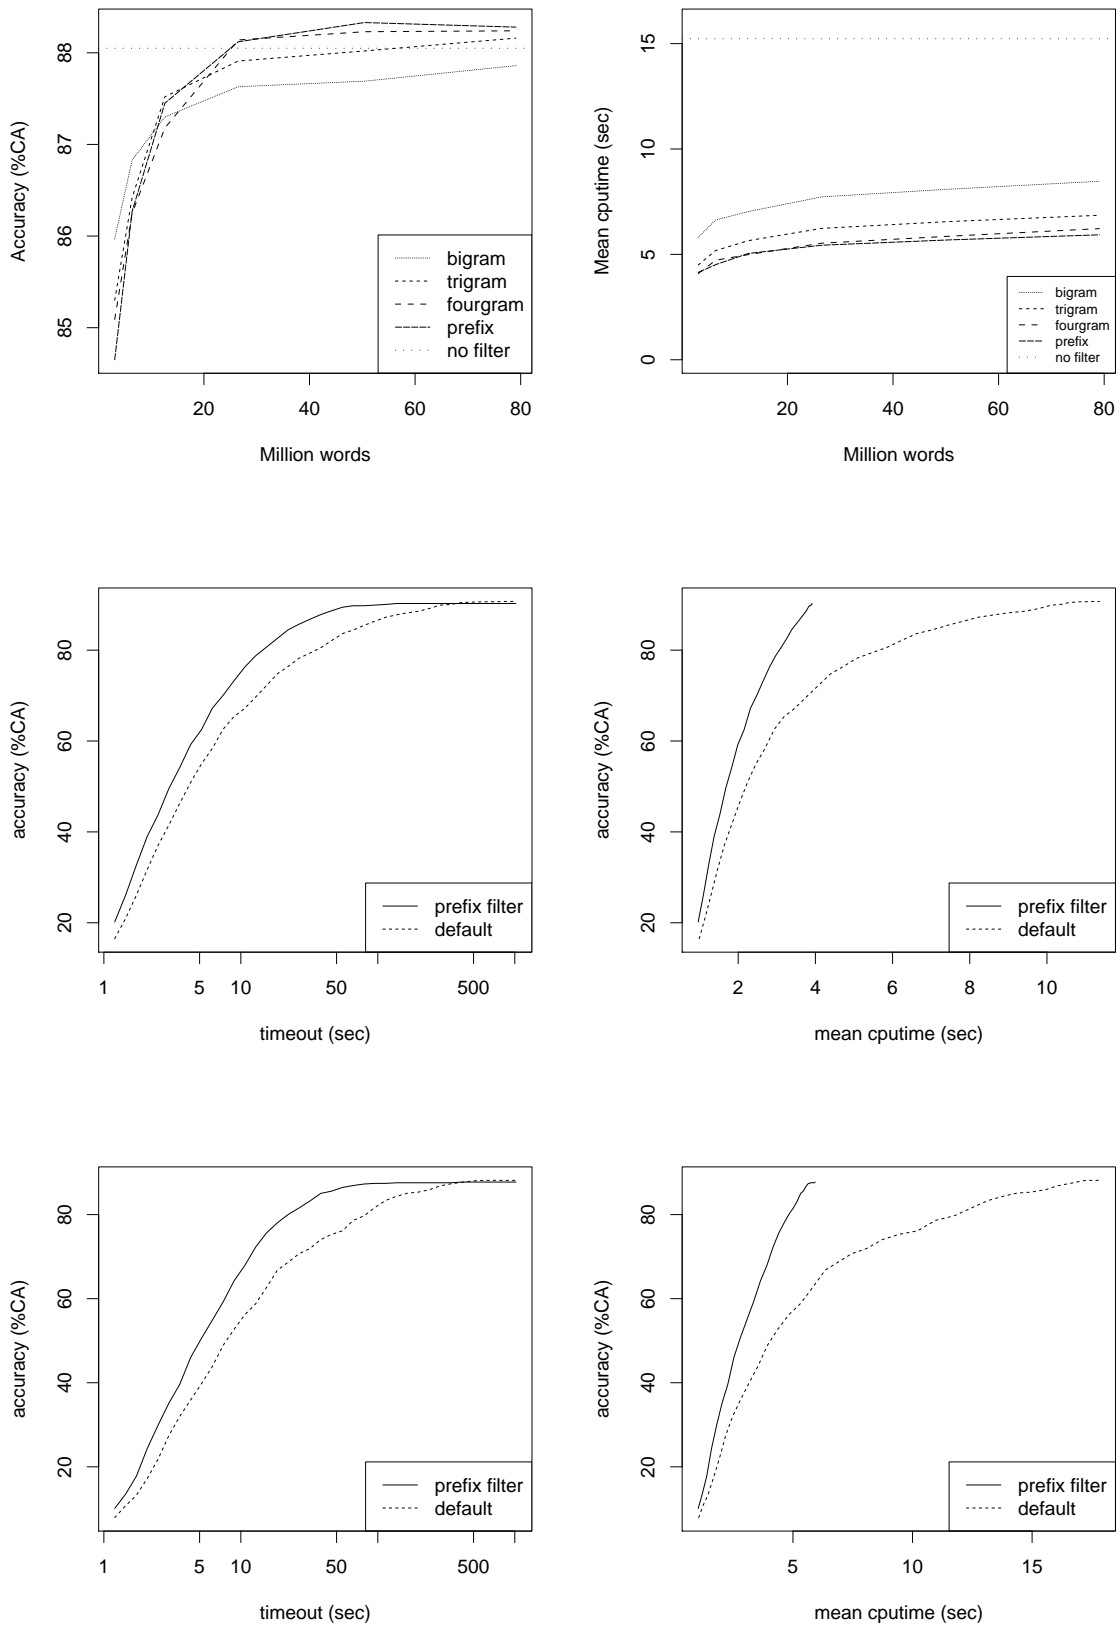 Accuracy (%CA)
85 86 87 88
bigram
trigram
fourgram
prefix
no filter
20 40 60 80
Million words
Mean cputime (sec)
0 5 10 15
bigram
trigram
fourgram
prefix
no filter
20 40 60 80
Million words
accuracy (%CA)
20 40 60 80
prefix filter
default
1 5 10 50 500
timeout (sec)
accuracy (%CA)
20 40 60 80
prefix filter
default
2 4 6 8 10
mean cputime (sec)
accuracy (%CA)
20 40 60 80
prefix filter
default
1 5 10 50 500
timeout (sec)
accuracy (%CA)
20 40 60 80
prefix filter
default
5 10 15
mean cputime (sec)